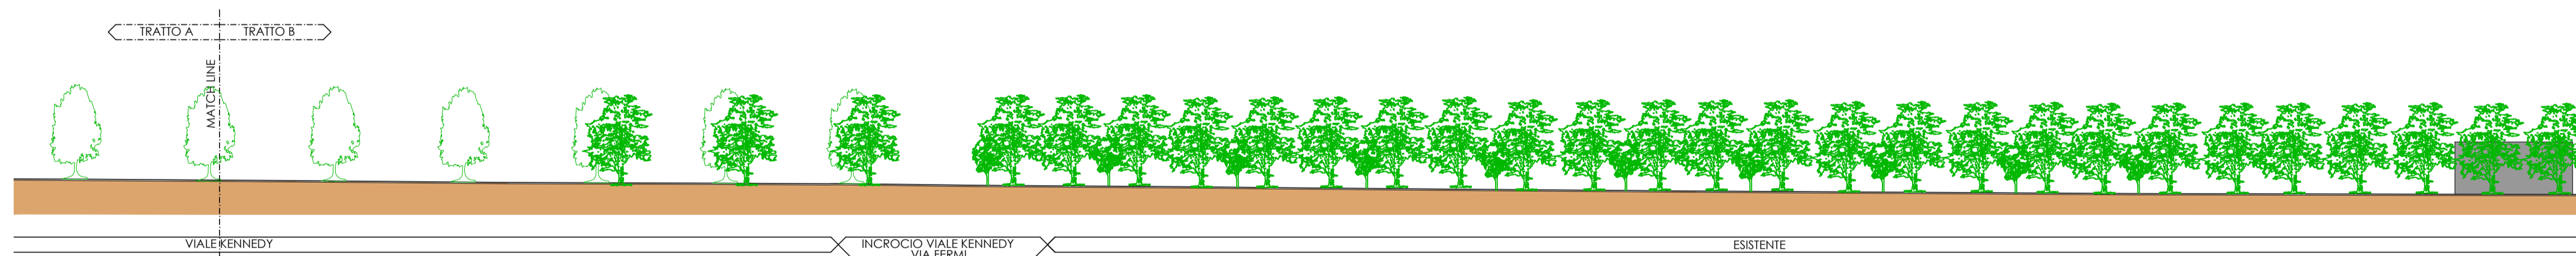 TRATTO A
TRATTO B
MATCH LINE
VIALE KENNEDY
INCROCIO VIALE KENNEDY
VIA FERMI
ESISTENTE